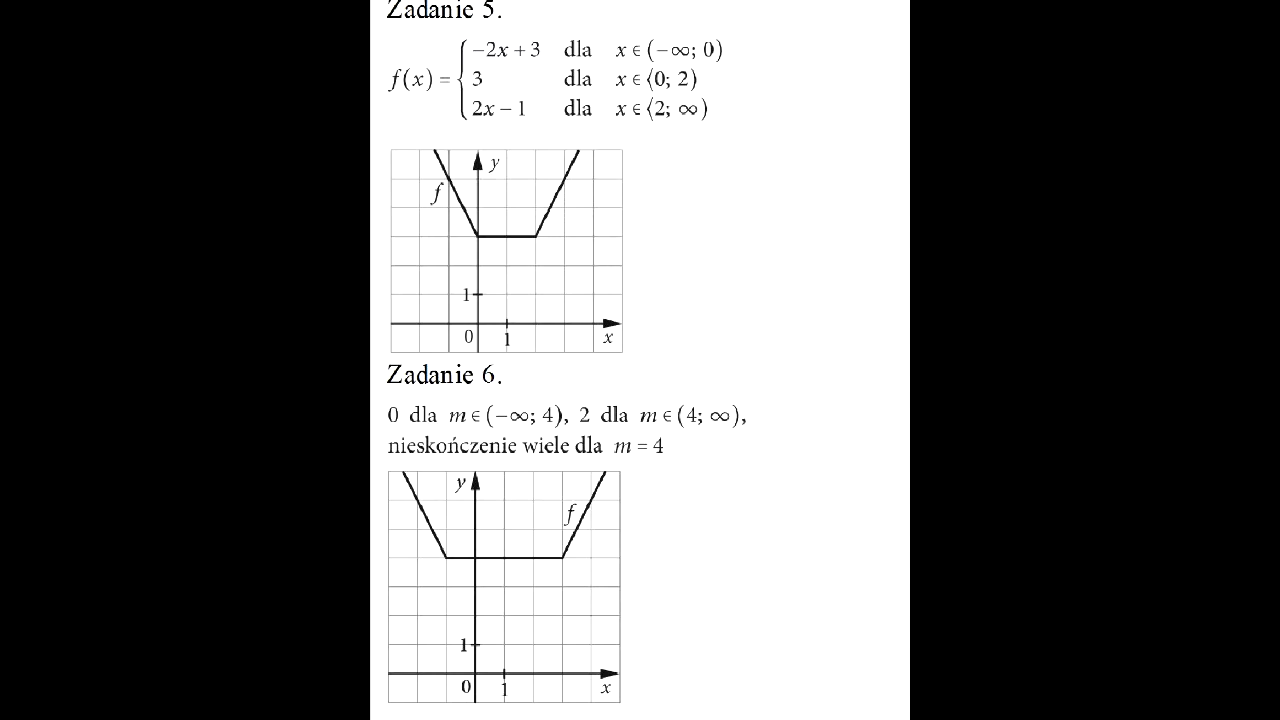 Zadanie 5.
f(x) = { −2x + 3 dla x ∈ (−∞; 0)
3 dla x ∈ ⟨0; 2)
2x − 1 dla x ∈ ⟨2; ∞)
y
f
1
0 1 x
Zadanie 6.
0 dla m ∈ (−∞; 4), 2 dla m ∈ (4; ∞),
nieskończenie wiele dla m = 4
y
f
1
0 1 x